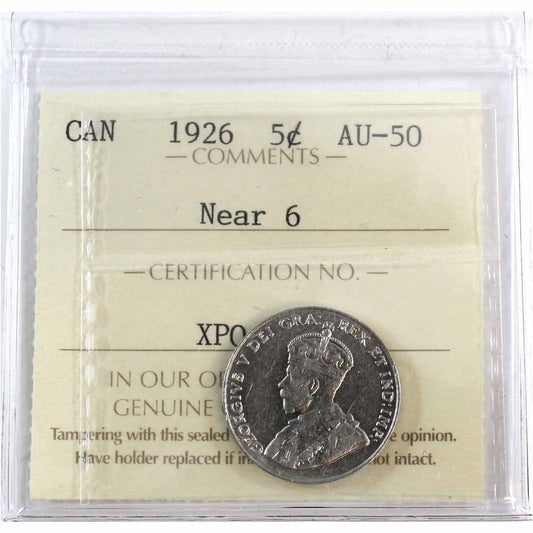 CAN 1926 5¢ AU-50
— COMMENTS —
Near 6
— CERTIFICATION NO. —
XPO
GEORGIVS V DEI GRA: REX ET IND:IMP:
IN OUR
GENUINE
Tampering with this sealed opinion.
Have holder replaced if not intact.